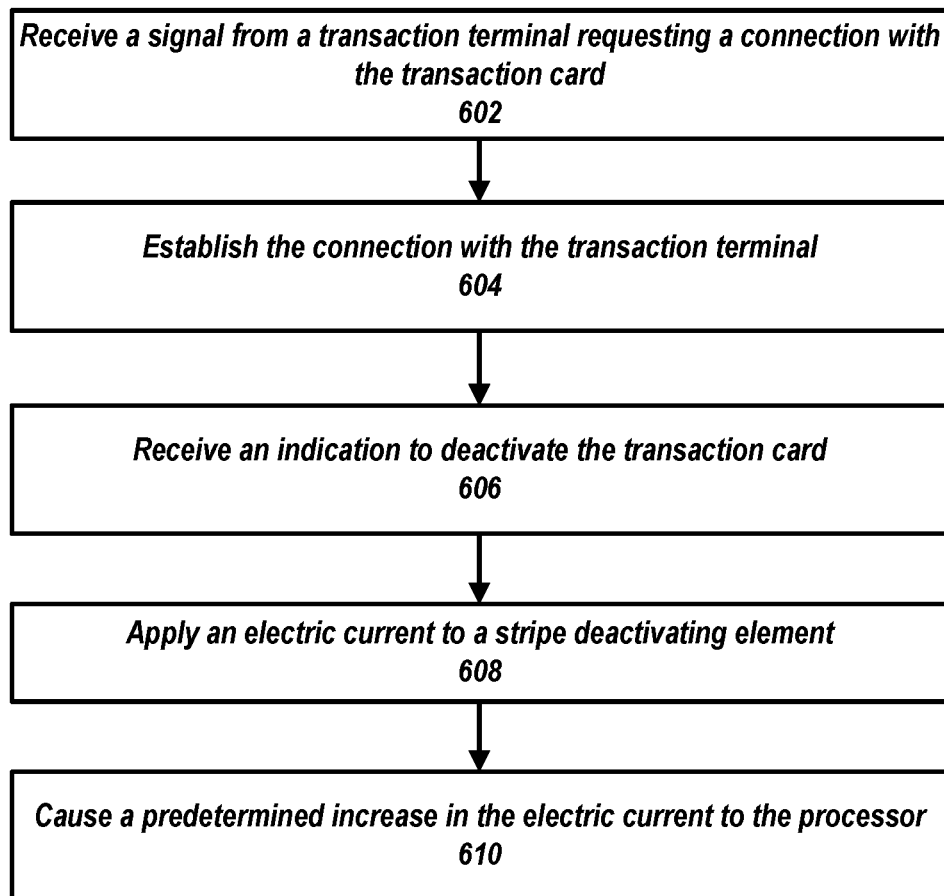 Receive a signal from a transaction terminal requesting a connection with
the transaction card
602
Establish the connection with the transaction terminal
604
Receive an indication to deactivate the transaction card
606
Apply an electric current to a stripe deactivating element
608
Cause a predetermined increase in the electric current to the processor
610